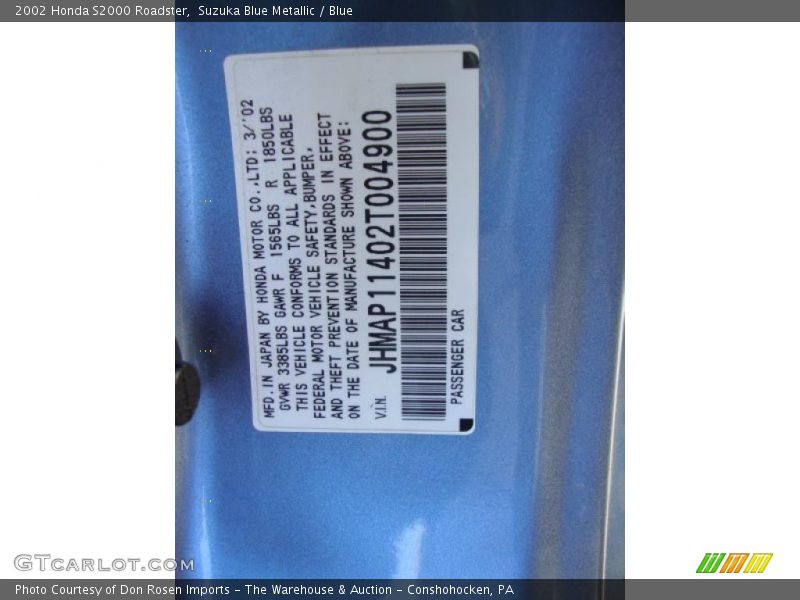 2002 Honda S2000 Roadster,  Suzuka Blue Metallic / Blue
MFD.IN JAPAN BY HONDA MOTOR CO.,LTD; 3/'02
GVWR 3385LBS GAWR F 1565LBS R 1850LBS
THIS VEHICLE CONFORMS TO ALL APPLICABLE
FEDERAL MOTOR VEHICLE SAFETY,BUMPER,
AND THEFT PREVENTION STANDARDS IN EFFECT
ON THE DATE OF MANUFACTURE SHOWN ABOVE:
V.I.N. JHMAP11402T004900
PASSENGER CAR
GTCARLOT.COM
Photo Courtesy of Don Rosen Imports – The Warehouse & Auction – Conshohocken, PA